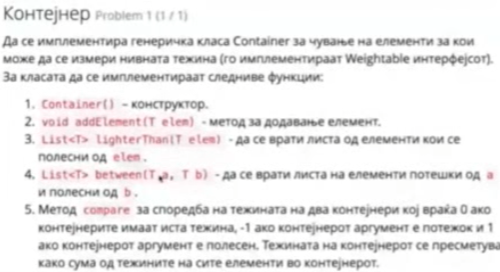 Контејнер Problem 1 (1 / 1)
Да се имплементира генеричка класа Container за чување на елементи за кои
може да се измери нивната тежина (го имплементираат Weightable интерфејсот).
За класата да се имплементираат следниве функции:
1. Container() – конструктор.
2. void addElement(T elem) - метод за додавање елемент.
3. List<T> lighterThan(T elem) - да се врати листа од елементи кои се
полесни од elem.
4. List<T> between(T a, T b) - да се врати листа на елементи потешки од a
и полесни од b.
5. Метод compare за споредба на тежината на два контејнери кој враќа 0 ако
контејнерите имаат иста тежина, -1 ако контејнерот аргумент е потежок и 1
ако контејнерот аргумент е полесен. Тежината на контејнерот се пресметува
како сума од тежините на сите елементи во контејнерот.